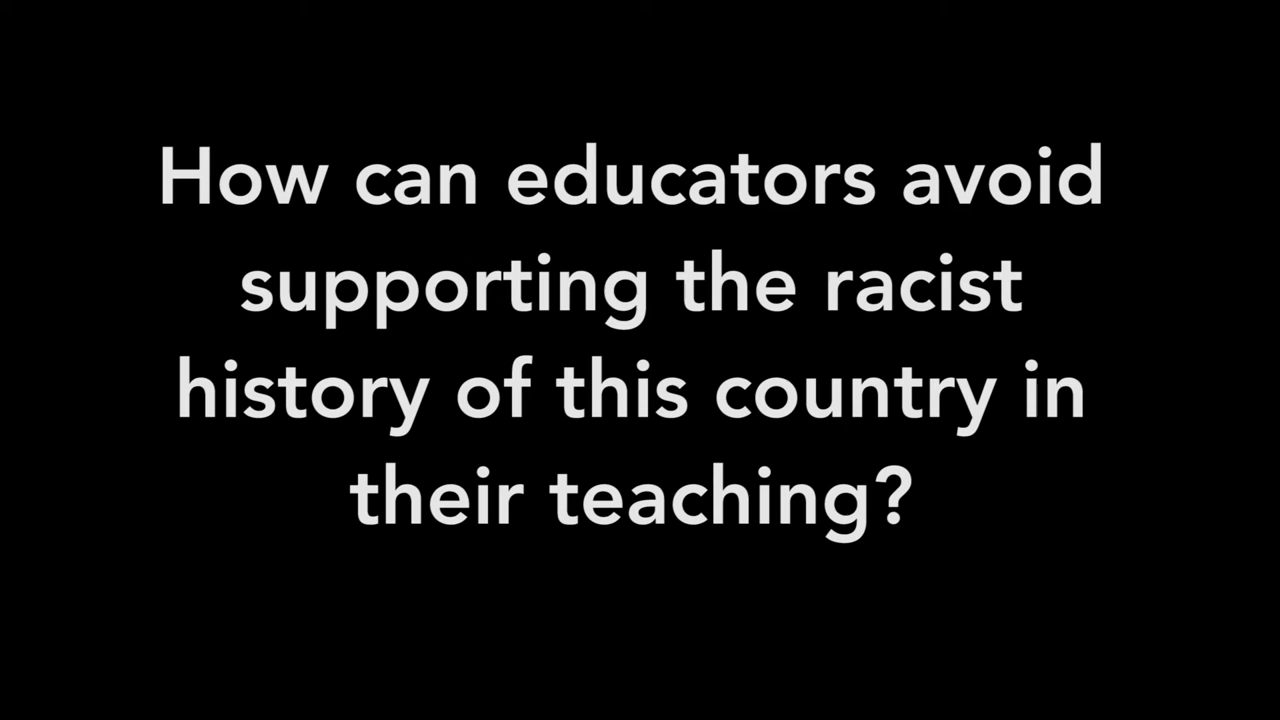 How can educators avoid
supporting the racist
history of this country in
their teaching?